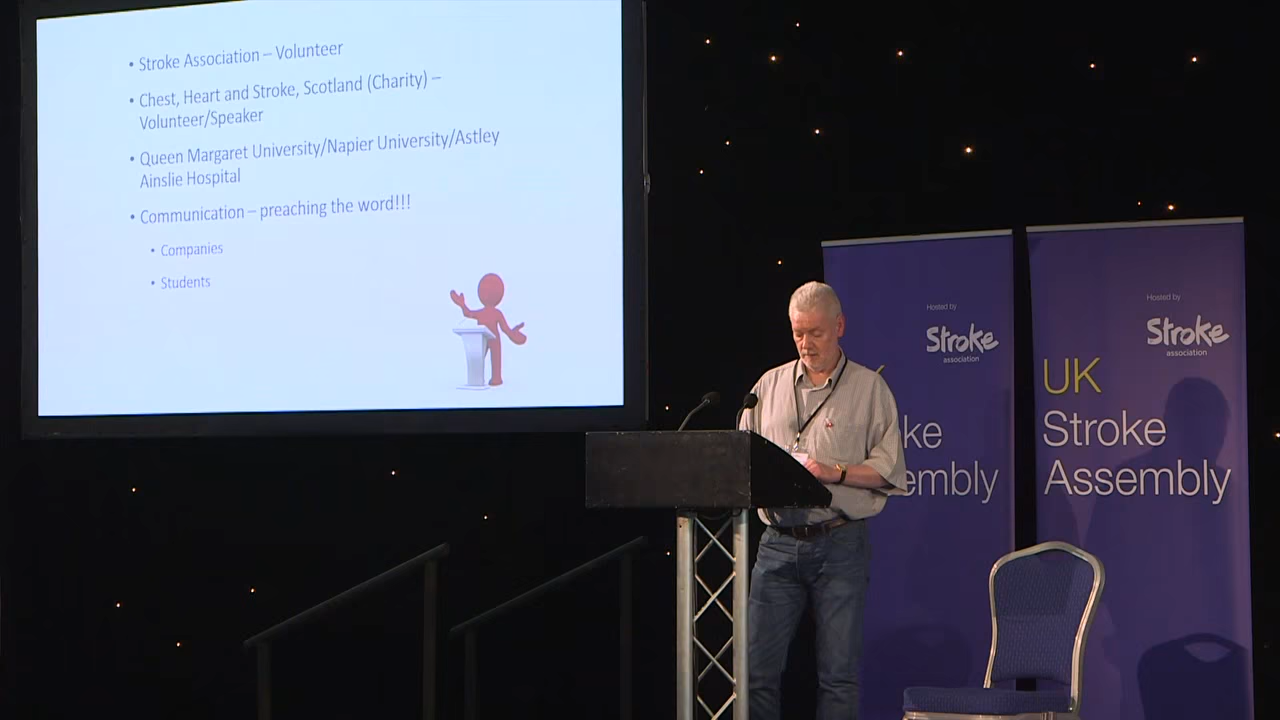 • Stroke Association – Volunteer
• Chest, Heart and Stroke, Scotland (Charity) –
Volunteer/Speaker
• Queen Margaret University/Napier University/Astley
Ainslie Hospital
• Communication – preaching the word!!!
• Companies
• Students
Hosted by
Stroke
association
ke
embly
Hosted by
Stroke
association
UK
Stroke
Assembly